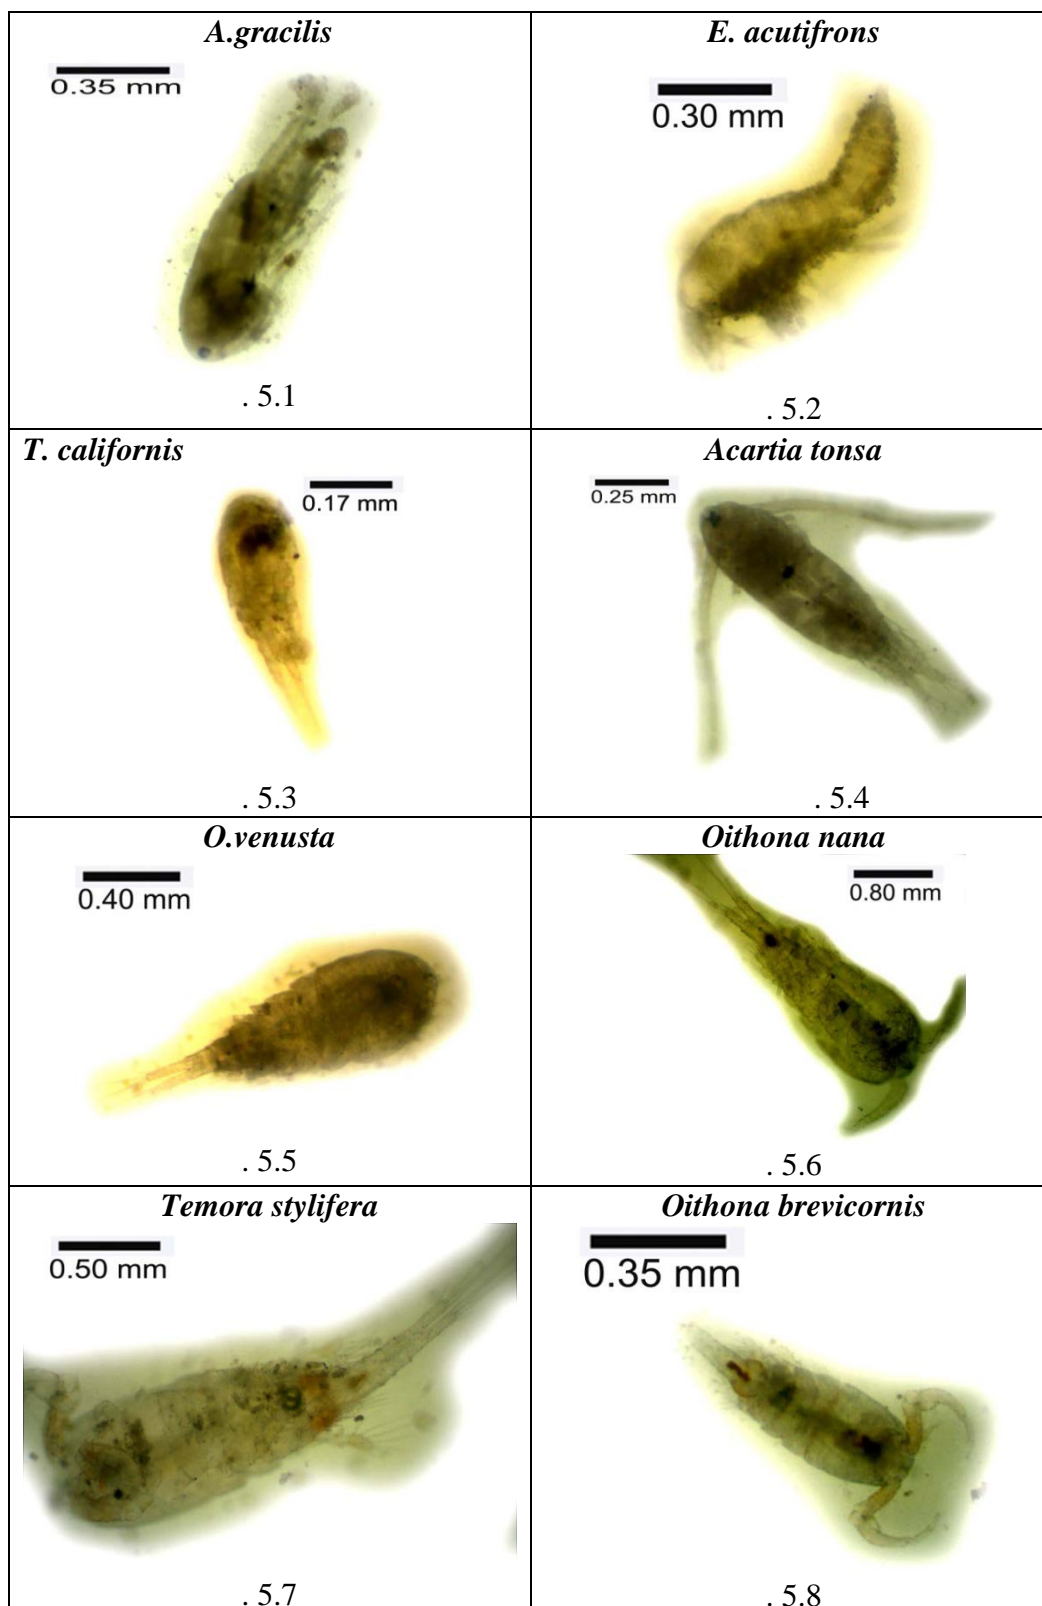 A.gracilis
0.35 mm
. 5.1
E. acutifrons
0.30 mm
. 5.2
T. californis
0.17 mm
. 5.3
Acartia tonsa
0.25 mm
. 5.4
O.venusta
0.40 mm
. 5.5
Oithona nana
0.80 mm
. 5.6
Temora stylifera
0.50 mm
. 5.7
Oithona brevicornis
0.35 mm
. 5.8